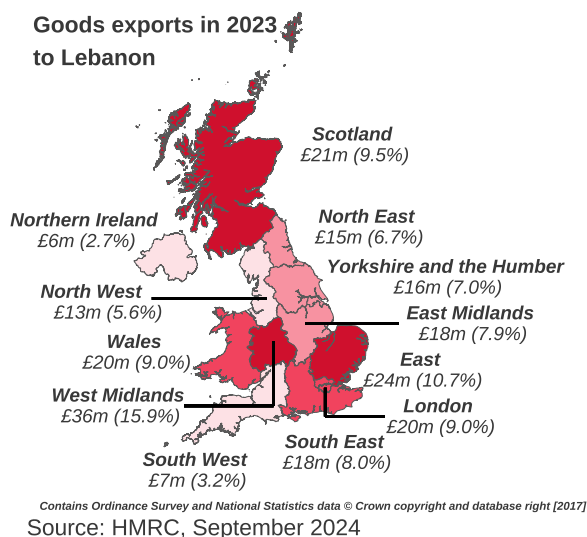 Goods exports in 2023
to Lebanon
Scotland
£21m (9.5%)
Northern Ireland
£6m (2.7%)
North East
£15m (6.7%)
Yorkshire and the Humber
£16m (7.0%)
North West
£13m (5.6%)
East Midlands
£18m (7.9%)
Wales
£20m (9.0%)
East
£24m (10.7%)
West Midlands
£36m (15.9%)
London
£20m (9.0%)
South East
£18m (8.0%)
South West
£7m (3.2%)
Contains Ordinance Survey and National Statistics data © Crown copyright and database right [2017]
Source: HMRC, September 2024